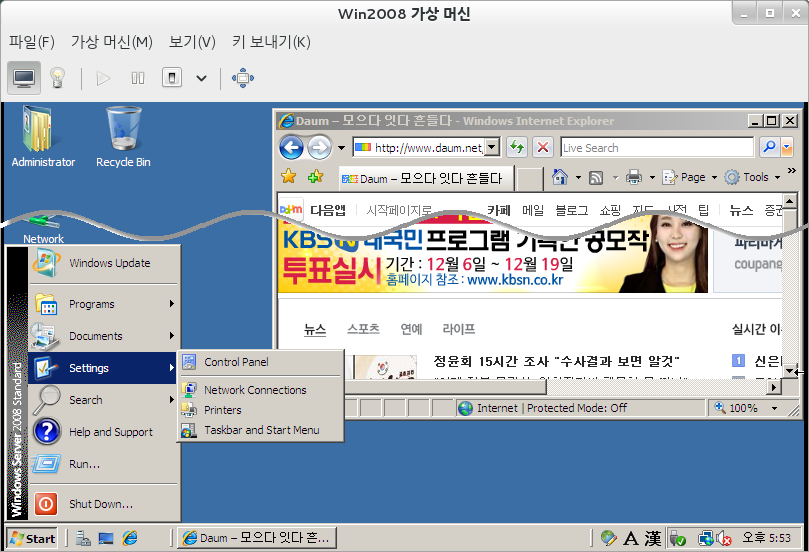 Win2008 가상 머신
파일(F) 가상 머신(M) 보기(V) 키 보내기(K)
Administrator
Recycle Bin
Network
Daum – 모으다 잇다 흔들다 - Windows Internet Explorer
http://www.daum.net
Live Search
Daum – 모으다 잇다 흔들다
Page
Tools
Daum 다음앱 시작페이지로 카페 메일 블로그 쇼핑 지도 사전 팁 뉴스 증권
KBS 대국민 프로그램 기획안 공모작
투표실시 기간 : 12월 6일 ~ 12월 19일
홈페이지 참조 : www.kbsn.co.kr
파리바게
coupang
뉴스 스포츠 연예 라이프
실시간 이
정윤회 15시간 조사 "수사결과 보면 알것"
1 신은
Internet | Protected Mode: Off
100%
Windows Update
Programs
Documents
Settings
Search
Help and Support
Run...
Shut Down...
Windows Server 2008 Standard
Control Panel
Network Connections
Printers
Taskbar and Start Menu
Start
Daum – 모으다 잇다 흔...
A 漢
오후 5:53